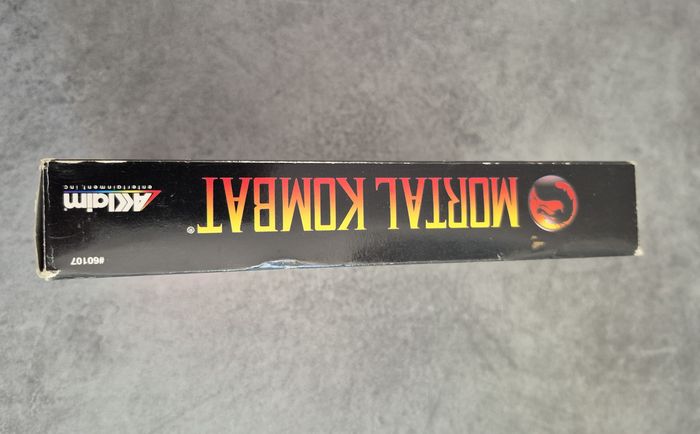 #60107
MORTAL KOMBAT®
AKKlaim
entertainment, inc.